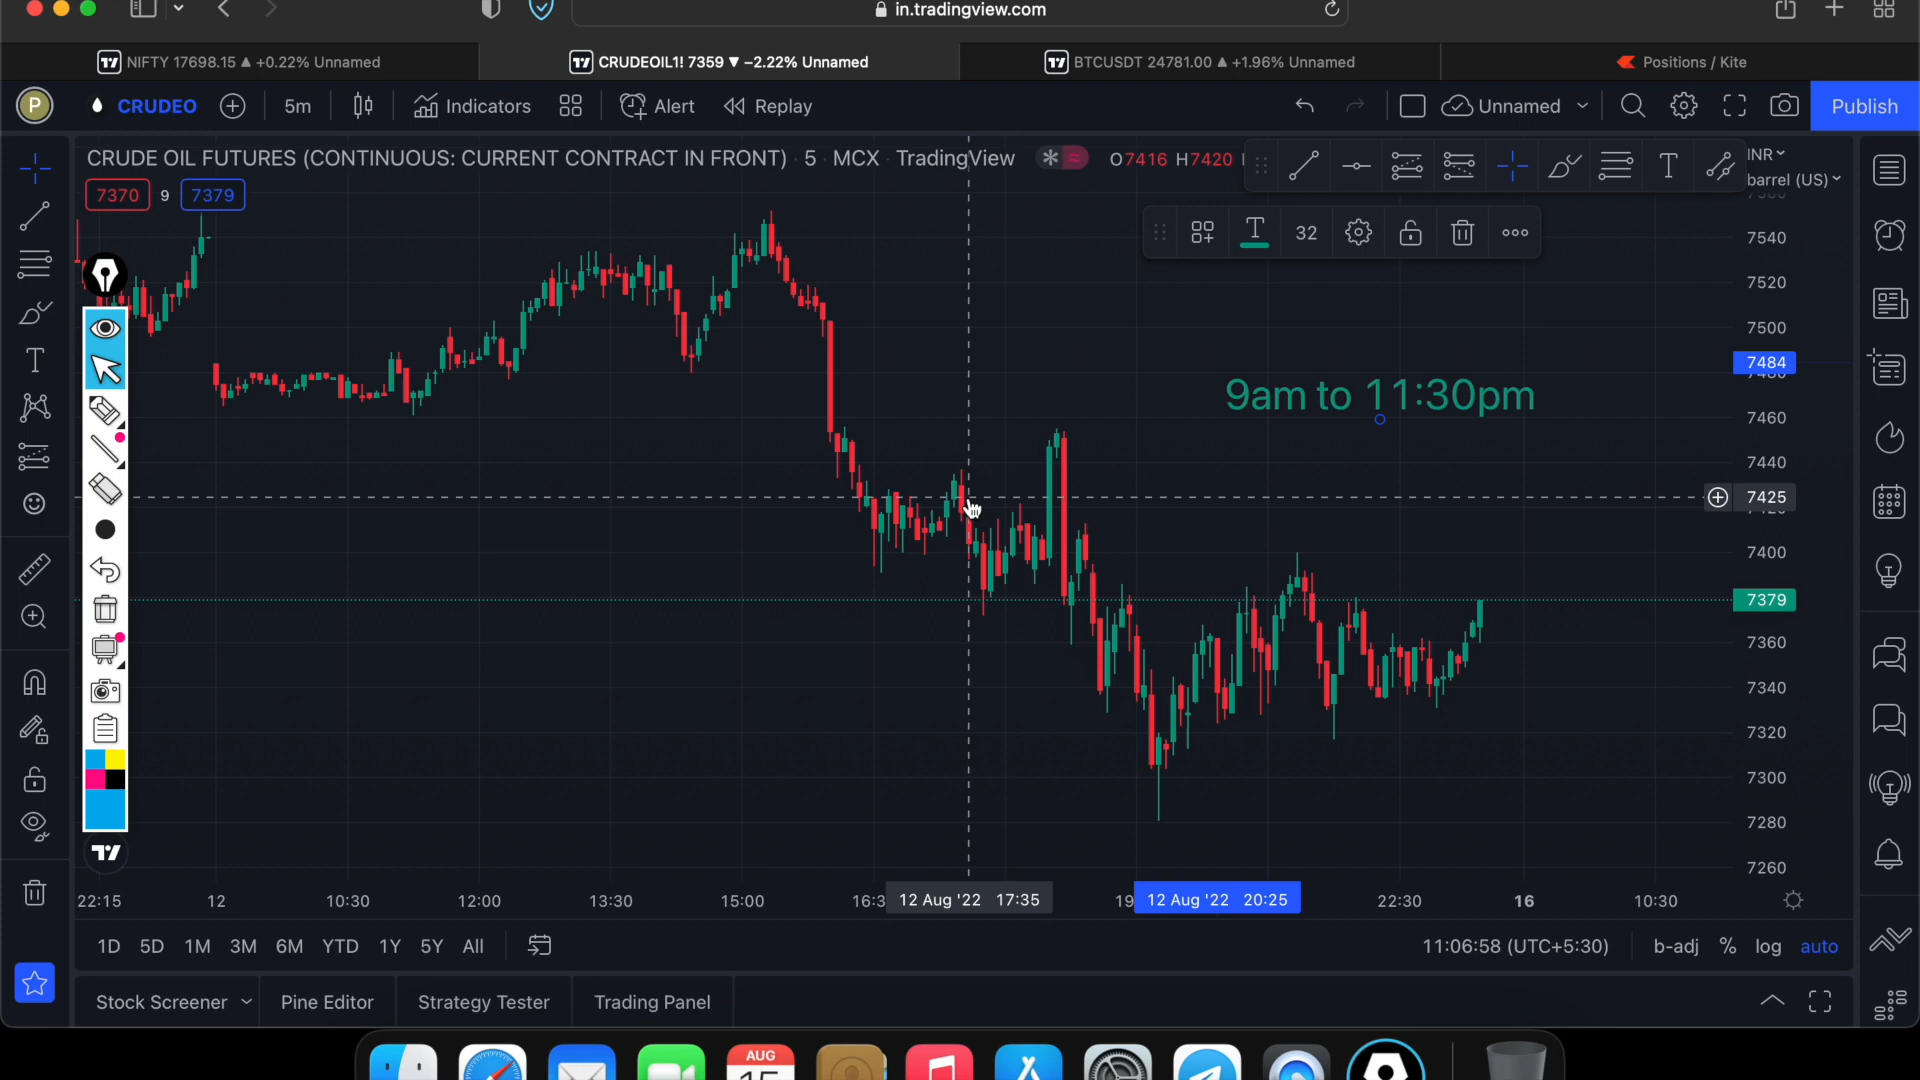 in.tradingview.com
NIFTY 17698.15 ▲ +0.22% Unnamed
CRUDEOIL1! 7359 ▼ −2.22% Unnamed
BTCUSDT 24781.00 ▲ +1.96% Unnamed
Positions / Kite
P CRUDEO 5m Indicators Alert Replay Unnamed Publish
CRUDE OIL FUTURES (CONTINUOUS: CURRENT CONTRACT IN FRONT) · 5 · MCX · TradingView O7416 H7420
INR
barrel (US)
7370 9 7379
32
7540
7520
7500
7484
7460
7440
7425
7400
7379
7360
7340
7320
7300
7280
7260
9am to 11:30pm
22:15 12 10:30 12:00 13:30 15:00 16:3 12 Aug '22 17:35 19 12 Aug '22 20:25 22:30 16 10:30
1D 5D 1M 3M 6M YTD 1Y 5Y All 11:06:58 (UTC+5:30) b-adj % log auto
Stock Screener Pine Editor Strategy Tester Trading Panel
AUG